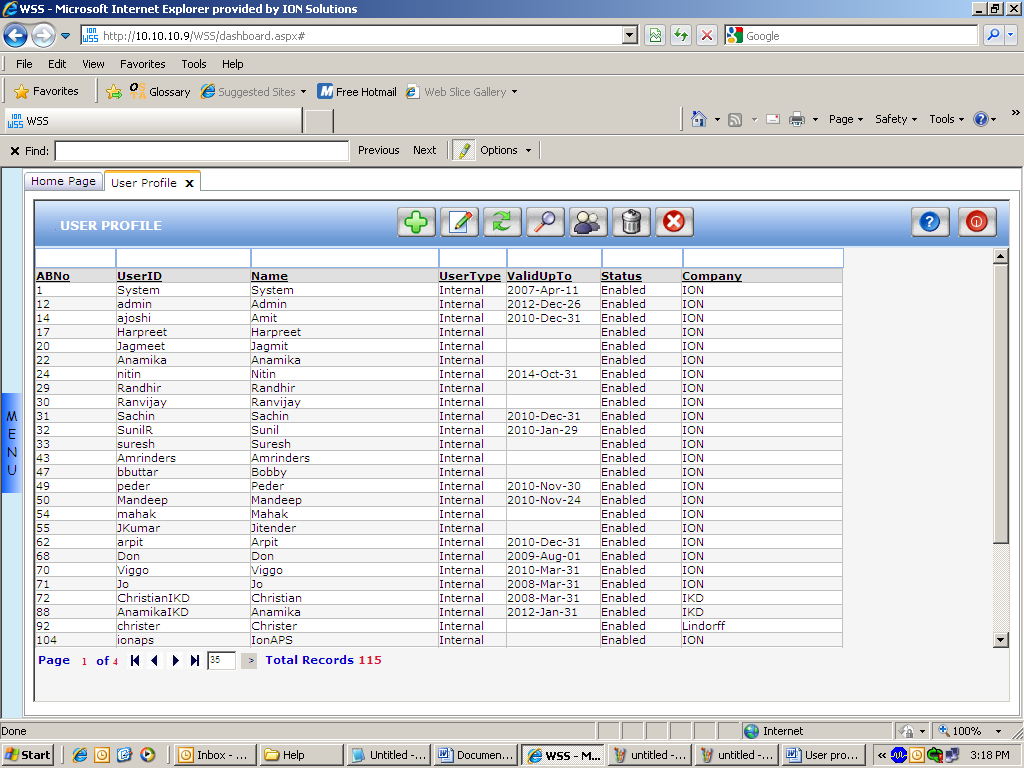 WSS - Microsoft Internet Explorer provided by ION Solutions
ION WSS http://10.10.10.9/WSS/dashboard.aspx# Google
File Edit View Favorites Tools Help
Favorites Glossary Suggested Sites Free Hotmail Web Slice Gallery
ION WSS WSS Page Safety Tools »
x Find: Previous Next Options
Home Page User Profile x
USER PROFILE
ABNo UserID Name UserType ValidUpTo Status Company
1 System System Internal 2007-Apr-11 Enabled ION
12 admin Admin Internal 2012-Dec-26 Enabled ION
14 ajoshi Amit Internal 2010-Dec-31 Enabled ION
17 Harpreet Harpreet Internal Enabled ION
20 Jagmeet Jagmit Internal Enabled ION
22 Anamika Anamika Internal Enabled ION
24 nitin Nitin Internal 2014-Oct-31 Enabled ION
29 Randhir Randhir Internal Enabled ION
30 Ranvijay Ranvijay Internal Enabled ION
31 Sachin Sachin Internal 2010-Dec-31 Enabled ION
32 SunilR Sunil Internal 2010-Jan-29 Enabled ION
33 suresh Suresh Internal Enabled ION
43 Amrinders Amrinders Internal Enabled ION
47 bbuttar Bobby Internal Enabled ION
49 peder Peder Internal 2010-Nov-30 Enabled ION
50 Mandeep Mandeep Internal 2010-Nov-24 Enabled ION
54 mahak Mahak Internal Enabled ION
55 JKumar Jitender Internal Enabled ION
62 arpit Arpit Internal 2010-Dec-31 Enabled ION
68 Don Don Internal 2009-Aug-01 Enabled ION
70 Viggo Viggo Internal 2010-Mar-31 Enabled ION
71 Jo Jo Internal 2008-Mar-31 Enabled ION
72 ChristianIKD Christian Internal 2008-Mar-31 Enabled IKD
88 AnamikaIKD Anamika Internal 2012-Jan-31 Enabled IKD
92 christer Christer Internal Enabled Lindorff
104 ionaps IonAPS Internal Enabled ION
MENU
Page 1 of 4 35 > Total Records 115
Done Internet 100%
Start Inbox - ... Help Untitled -... Documen... WSS - M... untitled -... untitled -... User pro... « 3:18 PM